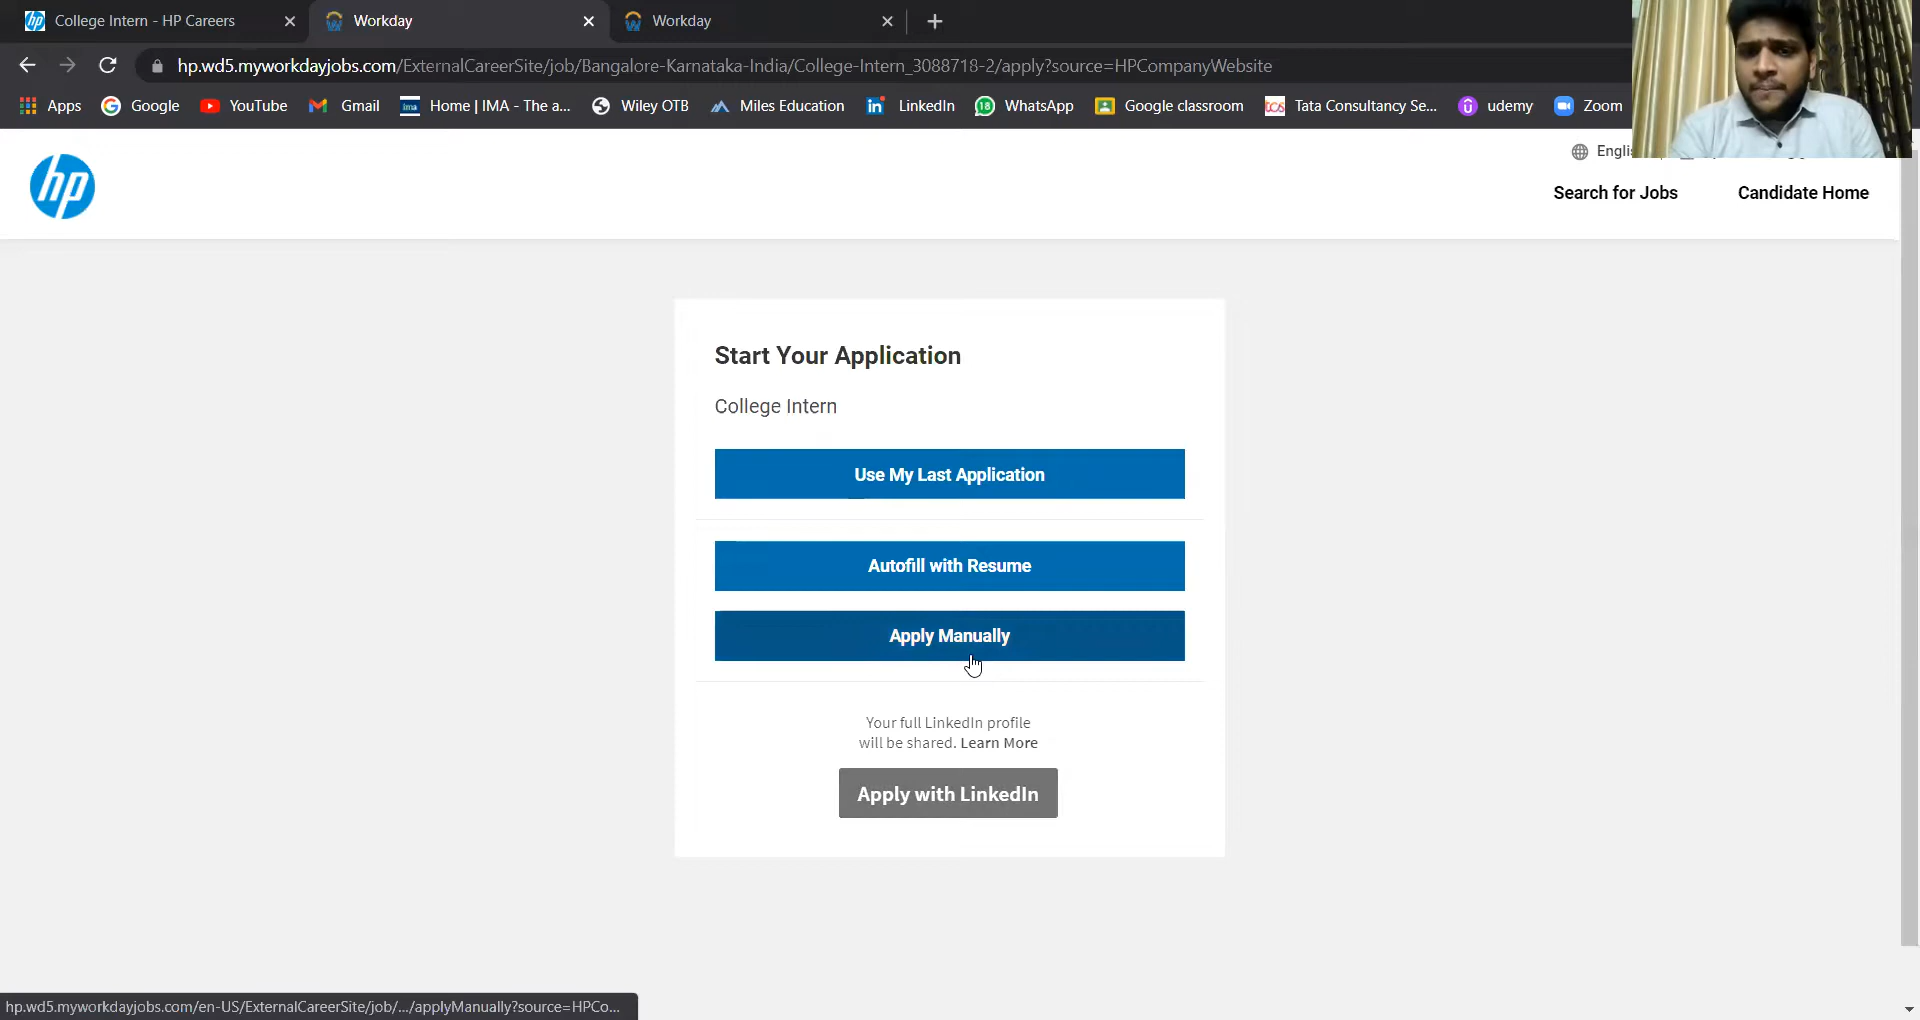 College Intern - HP Careers
Workday
Workday
hp.wd5.myworkdayjobs.com/ExternalCareerSite/job/Bangalore-Karnataka-India/College-Intern_3088718-2/apply?source=HPCompanyWebsite
Apps Google YouTube Gmail ima Home | IMA - The a... Wiley OTB Miles Education in LinkedIn 18 WhatsApp Google classroom tcs Tata Consultancy Se... udemy Zoom
hp
Search for Jobs
Candidate Home
Start Your Application
College Intern
Use My Last Application
Autofill with Resume
Apply Manually
Your full LinkedIn profile
will be shared. Learn More
Apply with LinkedIn
hp.wd5.myworkdayjobs.com/en-US/ExternalCareerSite/job/.../applyManually?source=HPCo...